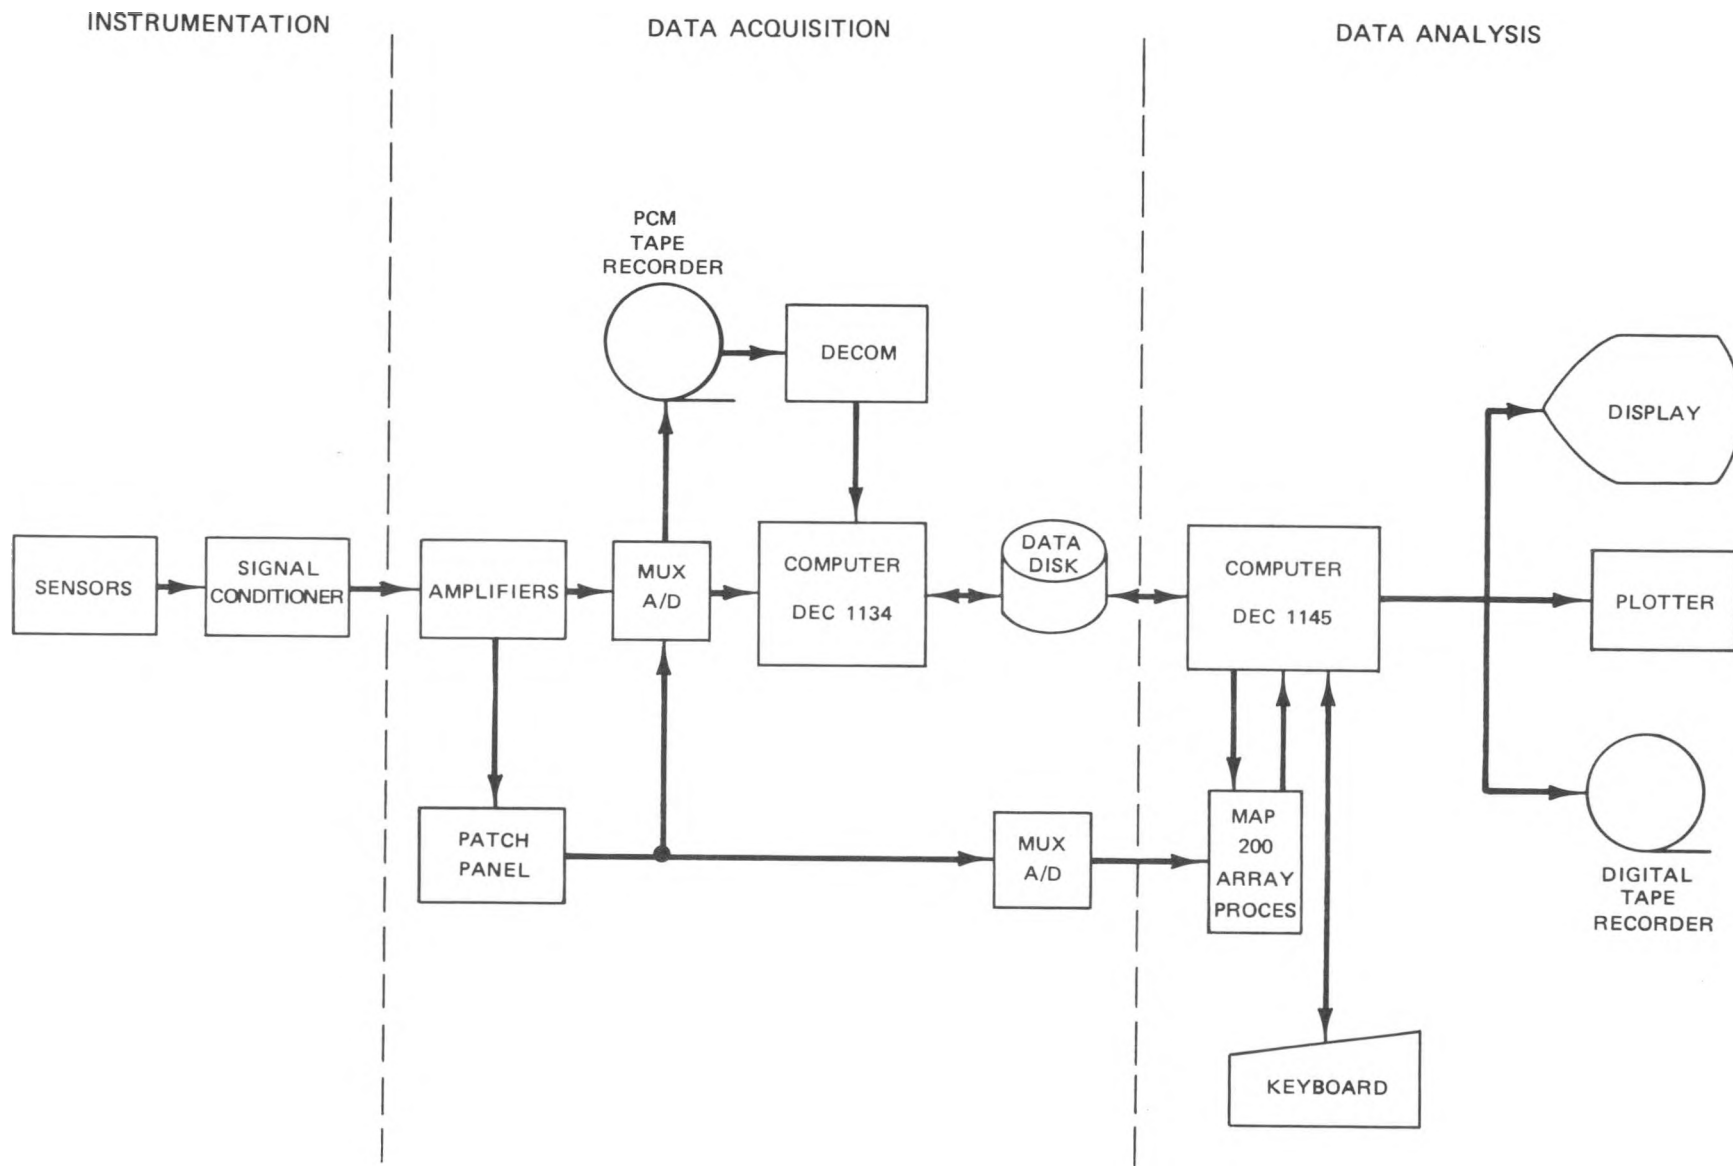 INSTRUMENTATION
DATA ACQUISITION
DATA ANALYSIS
PCM
TAPE
RECORDER
DECOM
DISPLAY
SENSORS
SIGNAL
CONDITIONER
AMPLIFIERS
MUX
A/D
COMPUTER
DEC 1134
DATA
DISK
COMPUTER
DEC 1145
PLOTTER
PATCH
PANEL
MUX
A/D
MAP
200
ARRAY
PROCES
DIGITAL
TAPE
RECORDER
KEYBOARD